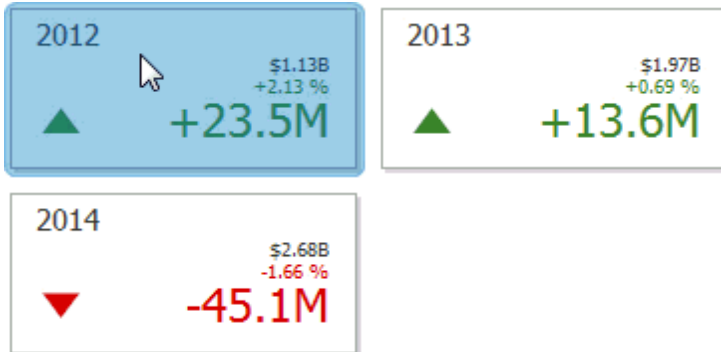 2012
$1.13B
+2.13 %
+23.5M
2013
$1.97B
+0.69 %
+13.6M
2014
$2.68B
-1.66 %
-45.1M